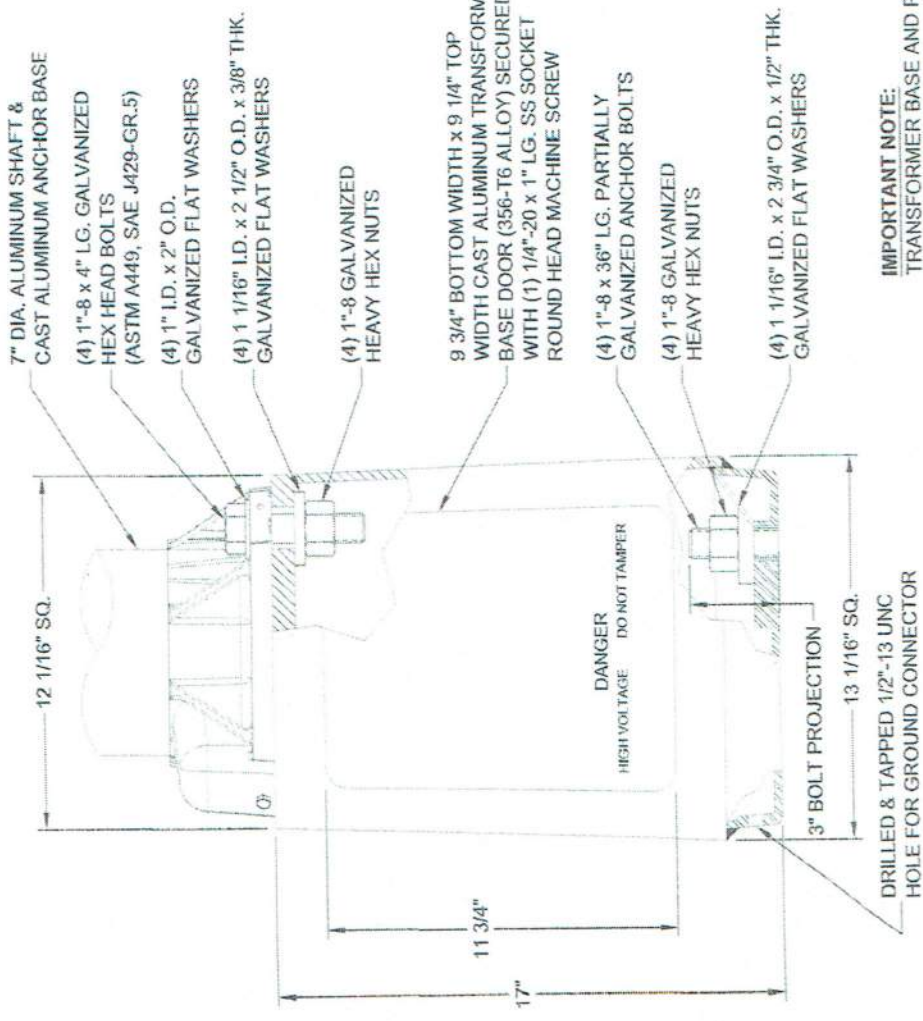 7" DIA. ALUMINUM SHAFT &
CAST ALUMINUM ANCHOR BASE
(4) 1"-8 x 4" LG. GALVANIZED
HEX HEAD BOLTS
(ASTM A449, SAE J429-GR.5)
(4) 1" I.D. x 2" O.D.
GALVANIZED FLAT WASHERS
(4) 1 1/16" I.D. x 2 1/2" O.D. x 3/8" THK.
GALVANIZED FLAT WASHERS
(4) 1"-8 GALVANIZED
HEAVY HEX NUTS
9 3/4" BOTTOM WIDTH x 9 1/4" TOP
WIDTH CAST ALUMINUM TRANSFORM
BASE DOOR (356-T6 ALLOY) SECURED
WITH (1) 1/4"-20 x 1" LG. SS SOCKET
ROUND HEAD MACHINE SCREW
(4) 1"-8 x 36" LG. PARTIALLY
GALVANIZED ANCHOR BOLTS
(4) 1"-8 GALVANIZED
HEAVY HEX NUTS
(4) 1 1/16" I.D. x 2 3/4" O.D. x 1/2" THK.
GALVANIZED FLAT WASHERS
12 1/16" SQ.
11 3/4"
17"
DANGER
HIGH VOLTAGE DO NOT TAMPER
3" BOLT PROJECTION
13 1/16" SQ.
DRILLED & TAPPED 1/2"-13 UNC
HOLE FOR GROUND CONNECTOR
IMPORTANT NOTE:
TRANSFORMER BASE AND